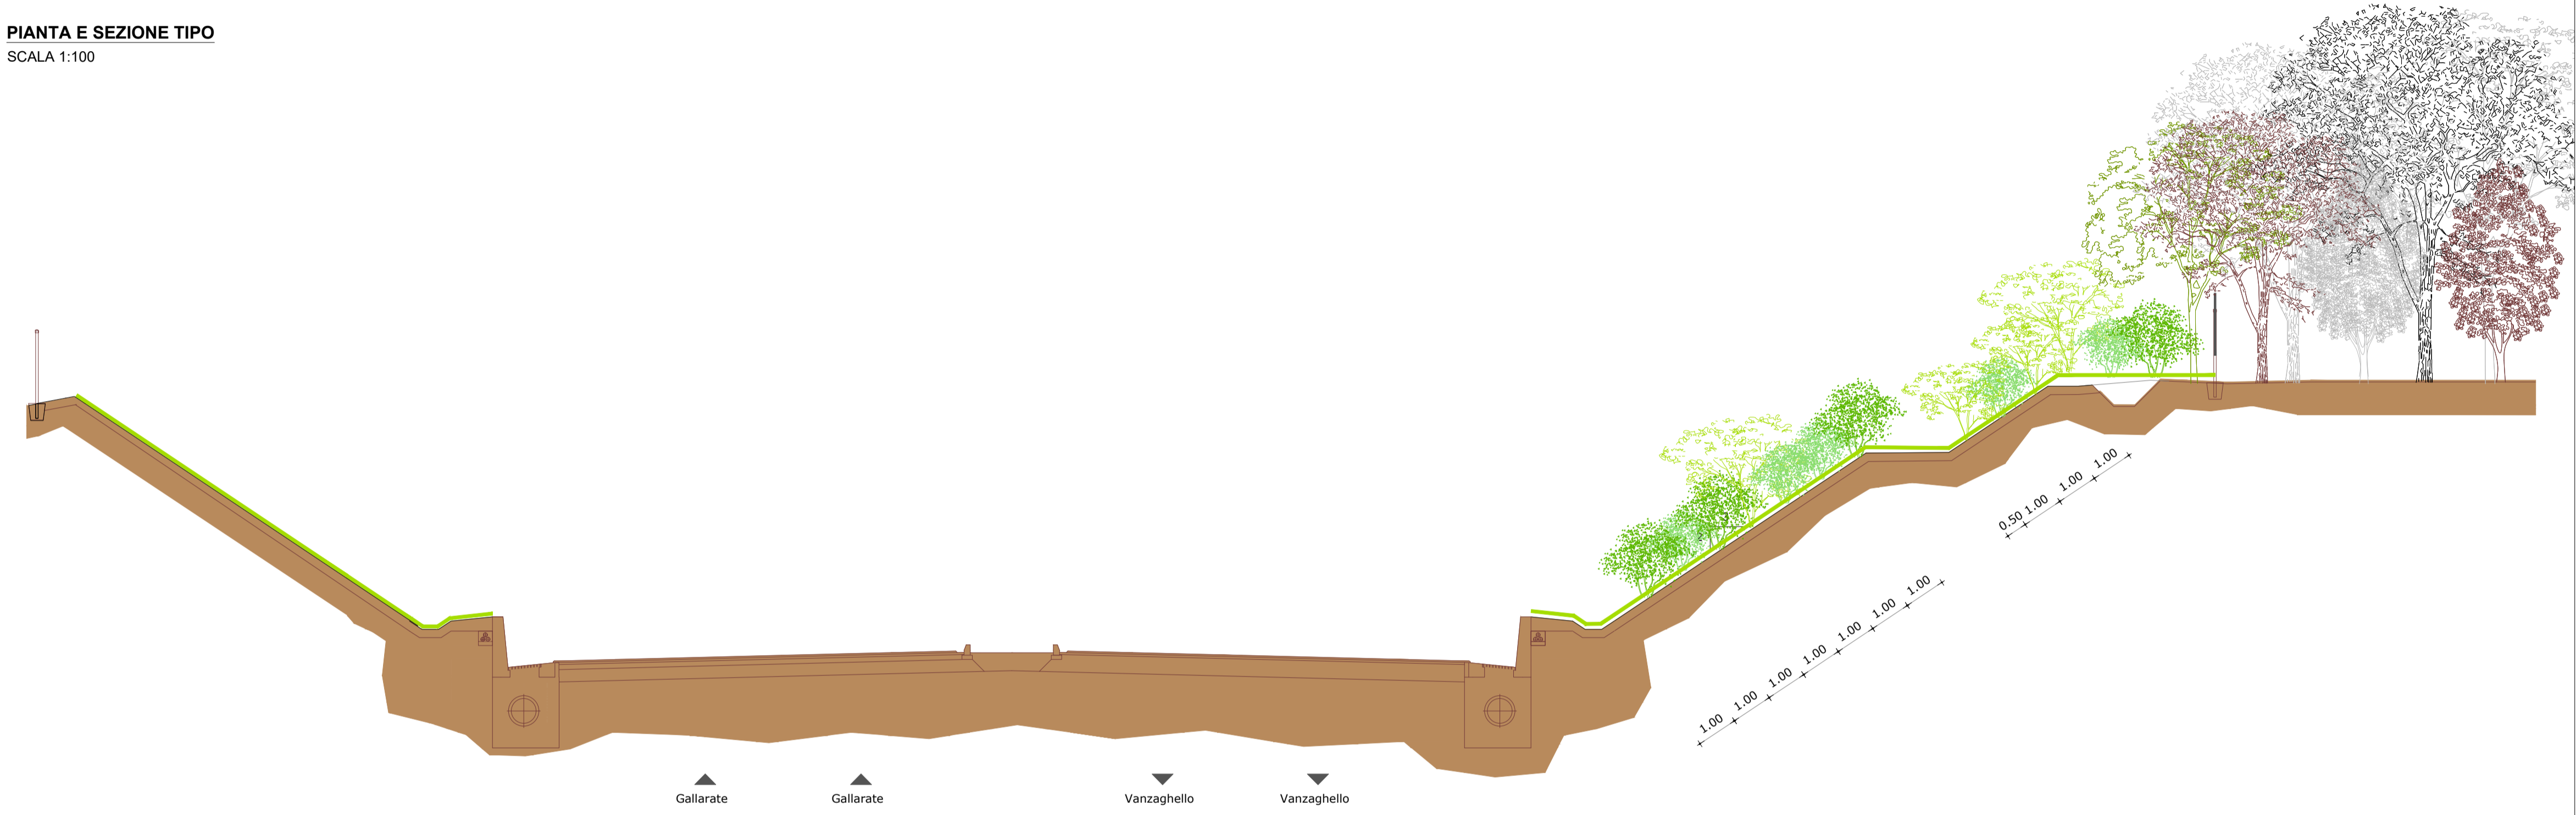 PIANTA E SEZIONE TIPO
SCALA 1:100
0.50 1.00 1.00 1.00
1.00 1.00 1.00 1.00 1.00 1.00 1.00
Gallarate Gallarate Vanzaghello Vanzaghello